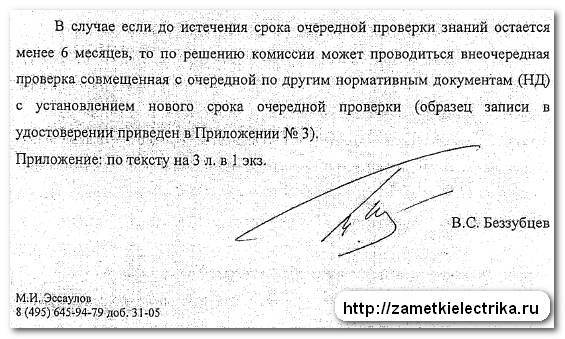 В случае если до истечения срока очередной проверки знаний остается
менее 6 месяцев, то по решению комиссии может проводиться внеочередная
проверка совмещенная с очередной по другим нормативным документам (НД)
с установлением нового срока очередной проверки (образец записи в
удостоверении приведен в Приложении № 3).
Приложение: по тексту на 3 л. в 1 экз.
В.С. Беззубцев
М.И. Эссаулов
8 (495) 645-94-79 доб. 31-05
http://zametkielectrika.ru